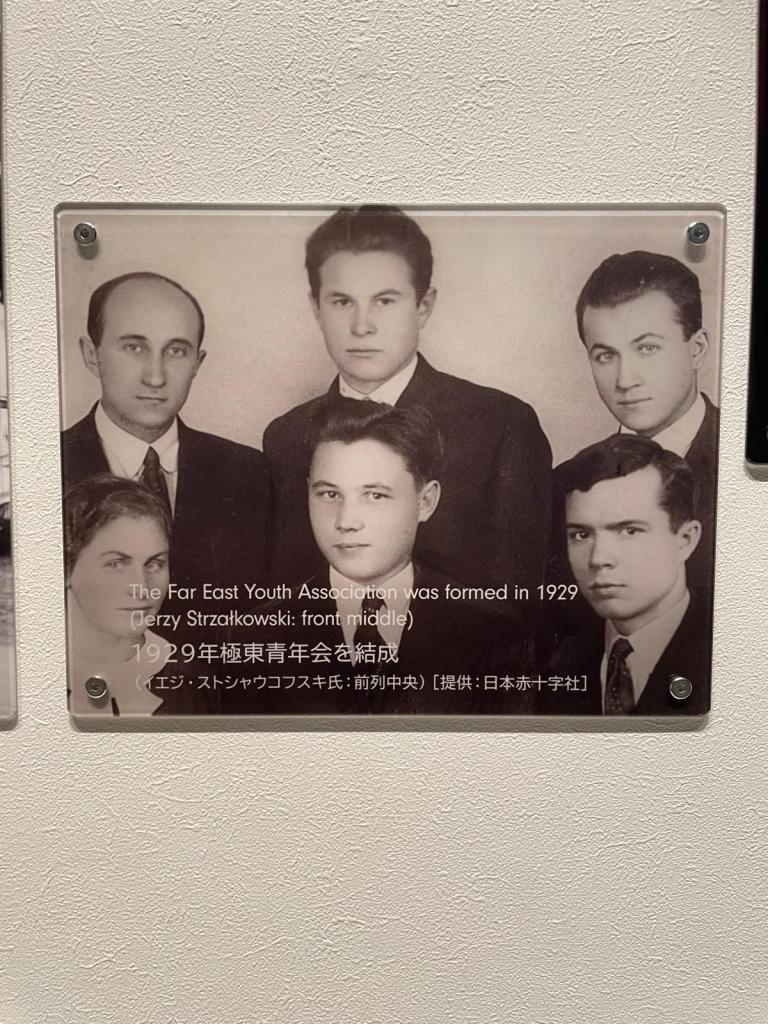 The Far East Youth Association was formed in 1929
(Jerzy Strzałkowski: front middle)
1929年極東青年会を結成
（イエジ・ストシャウコフスキ氏：前列中央）［提供：日本赤十字社］